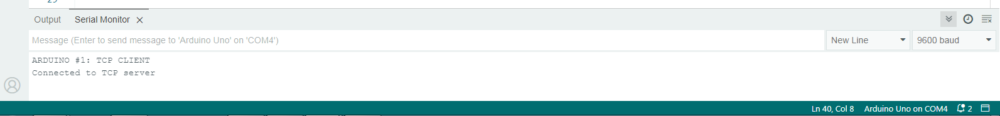 Output Serial Monitor
Message (Enter to send message to 'Arduino Uno' on 'COM4') New Line 9600 baud
ARDUINO #1: TCP CLIENT
Connected to TCP server
Ln 40, Col 8 Arduino Uno on COM4 2